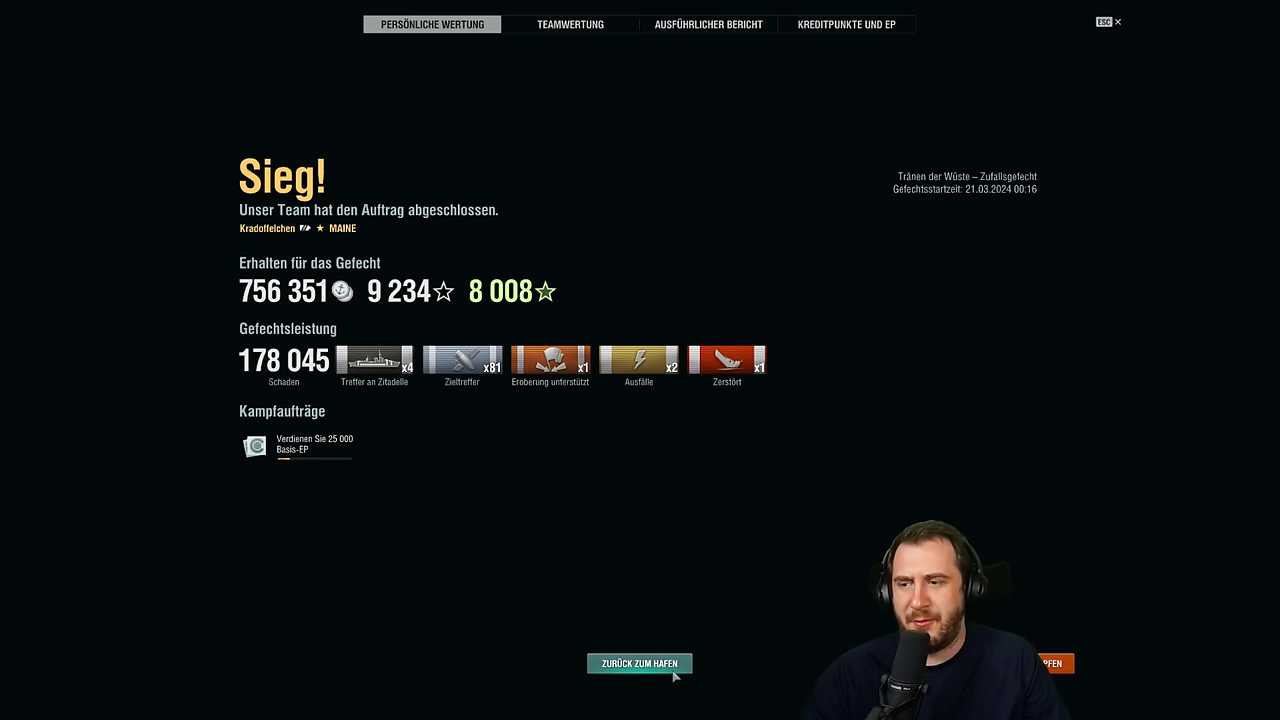 PERSÖNLICHE WERTUNG
TEAMWERTUNG
AUSFÜHRLICHER BERICHT
KREDITPUNKTE UND EP
ESC
Sieg!
Unser Team hat den Auftrag abgeschlossen.
Kradoffelchen ★ MAINE
Tränen der Wüste – Zufallsgefecht
Gefechtsstartzeit: 21.03.2024 00:16
Erhalten für das Gefecht
756 351 9 234 8 008
Gefechtsleistung
178 045 x4 x81 x1 x2 x1
Schaden Treffer an Zitadelle Zieltreffer Eroberung unterstützt Ausfälle Zerstört
Kampfaufträge
Verdienen Sie 25 000
Basis-EP
ZURÜCK ZUM HAFEN